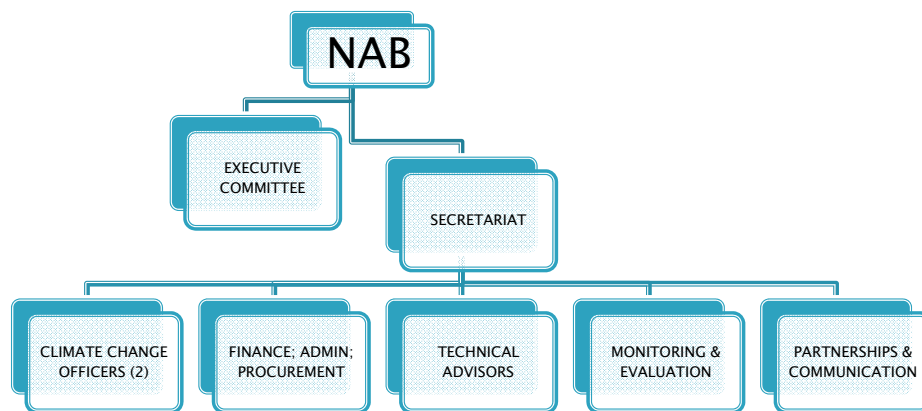 NAB
EXECUTIVE
COMMITTEE
SECRETARIAT
CLIMATE CHANGE
OFFICERS (2)
FINANCE; ADMIN;
PROCUREMENT
TECHNICAL
ADVISORS
MONITORING &
EVALUATION
PARTNERSHIPS &
COMMUNICATION